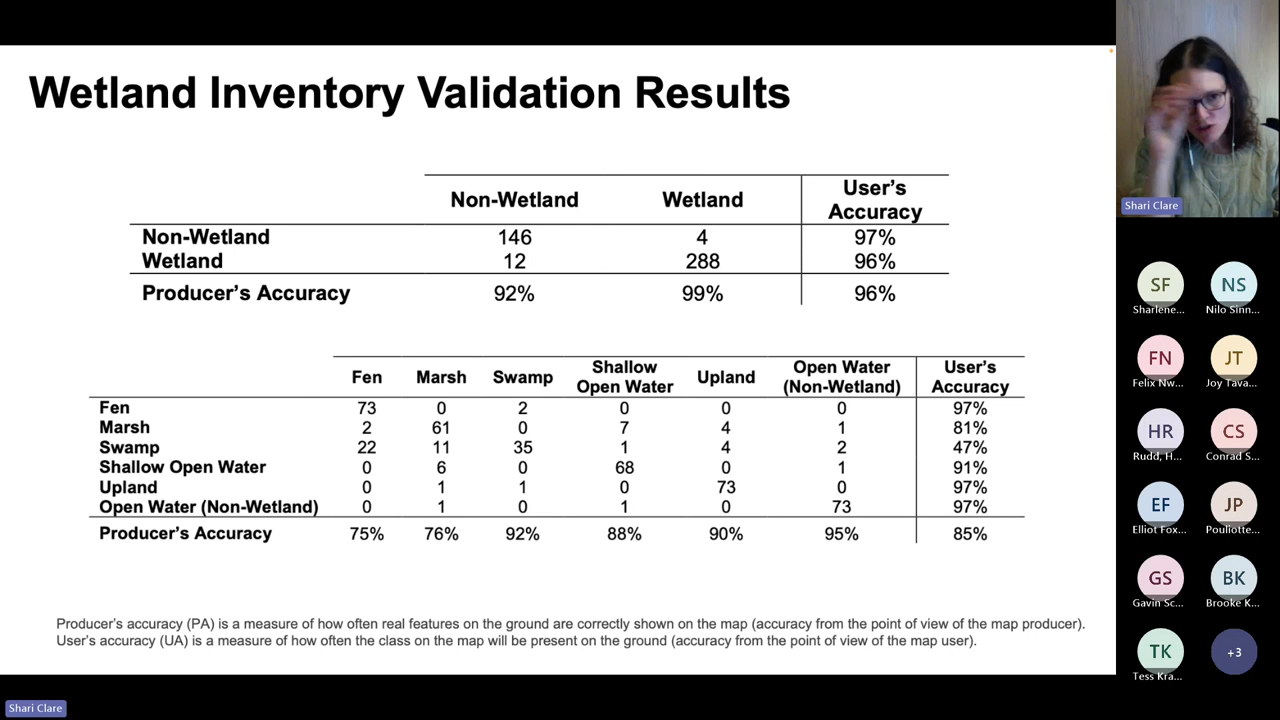 Wetland Inventory Validation Results
Non-Wetland Wetland User's Accuracy
Non-Wetland 146 4 97%
Wetland 12 288 96%
Producer's Accuracy 92% 99% 96%
Fen Marsh Swamp Shallow Open Water Upland Open Water (Non-Wetland) User's Accuracy
Fen 73 0 2 0 0 0 97%
Marsh 2 61 0 7 4 1 81%
Swamp 22 11 35 1 4 2 47%
Shallow Open Water 0 6 0 68 0 1 91%
Upland 0 1 1 0 73 0 97%
Open Water (Non-Wetland) 0 1 0 1 0 73 97%
Producer's Accuracy 75% 76% 92% 88% 90% 95% 85%
Producer's accuracy (PA) is a measure of how often real features on the ground are correctly shown on the map (accuracy from the point of view of the map producer).
User's accuracy (UA) is a measure of how often the class on the map will be present on the ground (accuracy from the point of view of the map user).
Shari Clare
SF NS
Sharlene... Nilo Sinn...
FN JT
Felix Nw... Joy Tava...
HR CS
Rudd, H... Conrad S...
EF JP
Elliot Fox... Pouliotte...
GS BK
Gavin Sc... Brooke K...
TK +3
Tess Kra...
Shari Clare